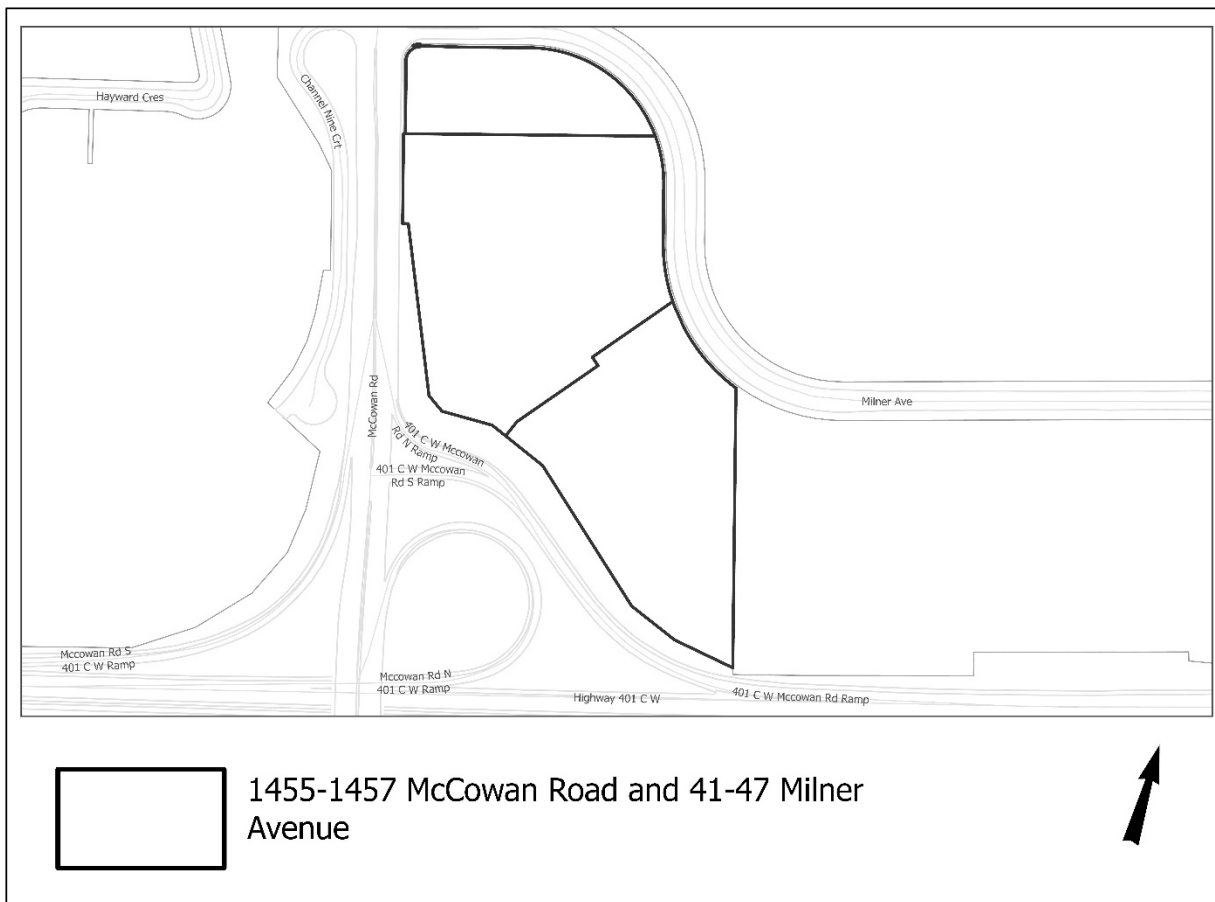 Hayward Cres
Channel Nine Crt
McCowan Rd
Milner Ave
401 C W Mccowan
Rd N Ramp
401 C W Mccowan
Rd S Ramp
Mccowan Rd S
401 C W Ramp
Mccowan Rd N
401 C W Ramp
Highway 401 C W
401 C W Mccowan Rd Ramp
1455-1457 McCowan Road and 41-47 Milner
Avenue